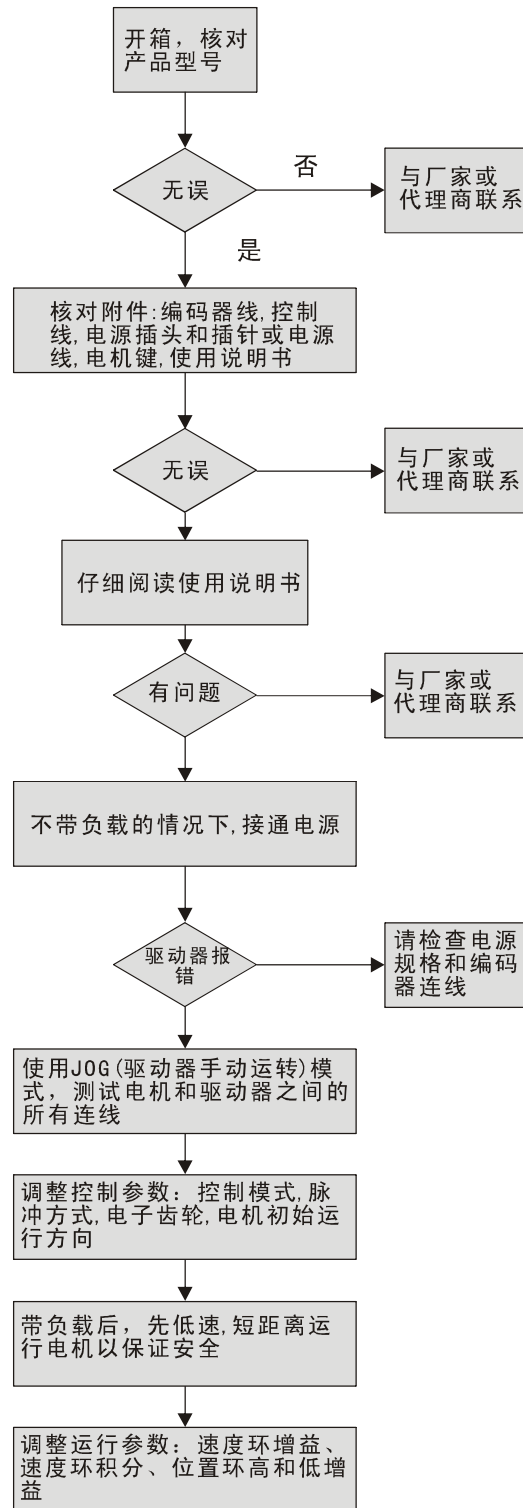 开箱，核对
产品型号
无误
否
与厂家或
代理商联系
是
核对附件:编码器线,控制
线,电源插头和插针或电源
线,电机键,使用说明书
无误
与厂家或
代理商联系
仔细阅读使用说明书
有问题
与厂家或
代理商联系
不带负载的情况下,接通电源
驱动器报
错
请检查电源
规格和编码
器连线
使用JOG(驱动器手动运转)模
式，测试电机和驱动器之间的
所有连线
调整控制参数：控制模式,脉
冲方式,电子齿轮,电机初始运
行方向
带负载后，先低速,短距离运
行电机以保证安全
调整运行参数：速度环增益、
速度环积分、位置环高和低增
益